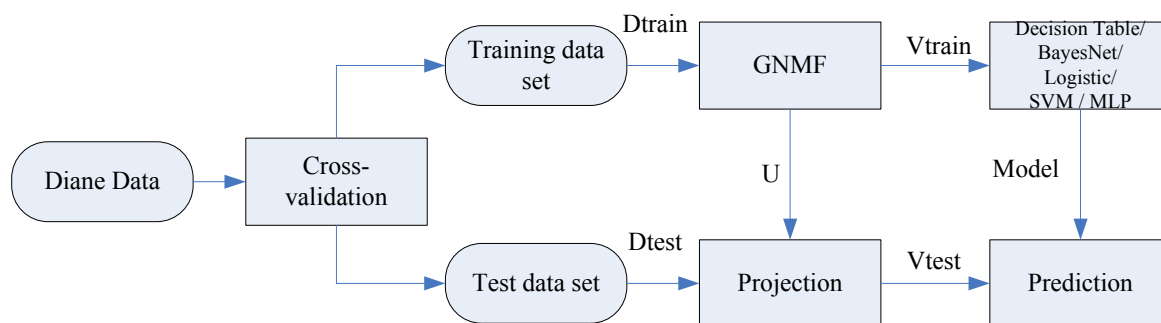 Dtrain
Training data
set
GNMF
Vtrain
Decision Table/
BayesNet/
Logistic/
SVM / MLP
Diane Data
Cross-
validation
U
Model
Dtest
Test data set
Projection
Vtest
Prediction